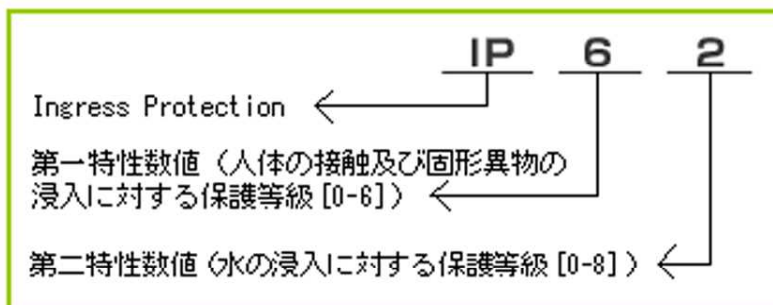 IP 6 2
Ingress Protection
第一特性数値（人体の接触及び固形異物の
浸入に対する保護等級[0-6]）
第二特性数値（水の浸入に対する保護等級[0-8]）